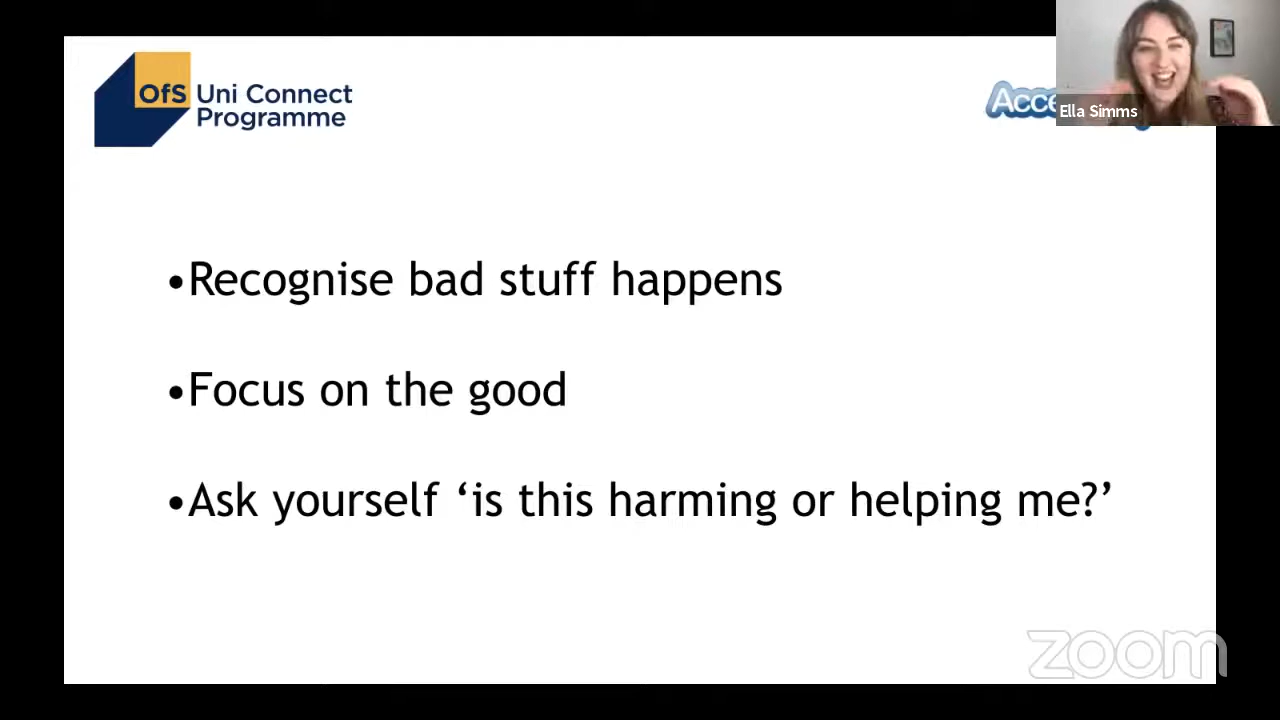 OfS Uni Connect
Programme
Ella Simms
•Recognise bad stuff happens
•Focus on the good
•Ask yourself ‘is this harming or helping me?’
zoom